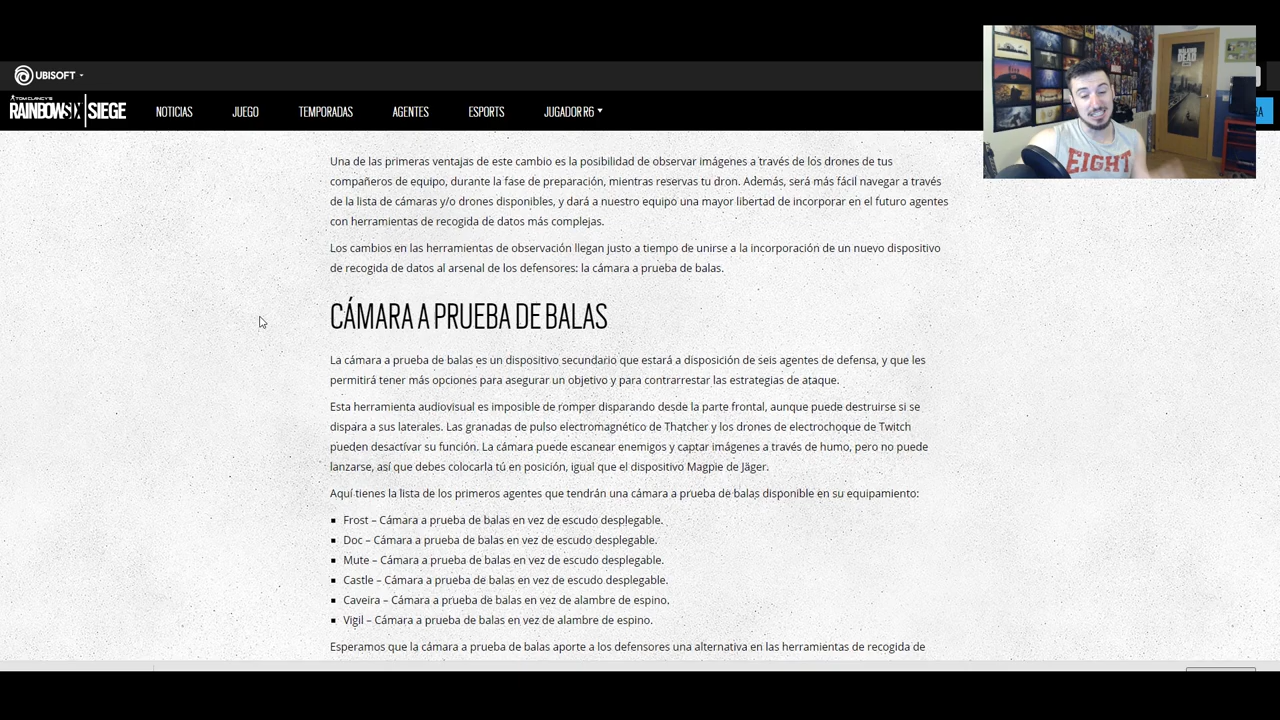 UBISOFT
TOM CLANCY'S
RAINBOW SIX | SIEGE
NOTICIAS
JUEGO
TEMPORADAS
AGENTES
ESPORTS
JUGADOR R6
THE WALKING
DEAD
EIGHT
RA
Una de las primeras ventajas de este cambio es la posibilidad de observar imágenes a través de los drones de tus
compañeros de equipo, durante la fase de preparación, mientras reservas tu dron. Además, será más fácil navegar a través
de la lista de cámaras y/o drones disponibles, y dará a nuestro equipo una mayor libertad de incorporar en el futuro agentes
con herramientas de recogida de datos más complejas.
Los cambios en las herramientas de observación llegan justo a tiempo de unirse a la incorporación de un nuevo dispositivo
de recogida de datos al arsenal de los defensores: la cámara a prueba de balas.
CÁMARA A PRUEBA DE BALAS
La cámara a prueba de balas es un dispositivo secundario que estará a disposición de seis agentes de defensa, y que les
permitirá tener más opciones para asegurar un objetivo y para contrarrestar las estrategias de ataque.
Esta herramienta audiovisual es imposible de romper disparando desde la parte frontal, aunque puede destruirse si se
dispara a sus laterales. Las granadas de pulso electromagnético de Thatcher y los drones de electrochoque de Twitch
pueden desactivar su función. La cámara puede escanear enemigos y captar imágenes a través de humo, pero no puede
lanzarse, así que debes colocarla tú en posición, igual que el dispositivo Magpie de Jäger.
Aquí tienes la lista de los primeros agentes que tendrán una cámara a prueba de balas disponible en su equipamiento:
▪ Frost – Cámara a prueba de balas en vez de escudo desplegable.
▪ Doc – Cámara a prueba de balas en vez de escudo desplegable.
▪ Mute – Cámara a prueba de balas en vez de escudo desplegable.
▪ Castle – Cámara a prueba de balas en vez de escudo desplegable.
▪ Caveira – Cámara a prueba de balas en vez de alambre de espino.
▪ Vigil – Cámara a prueba de balas en vez de alambre de espino.
Esperamos que la cámara a prueba de balas aporte a los defensores una alternativa en las herramientas de recogida de